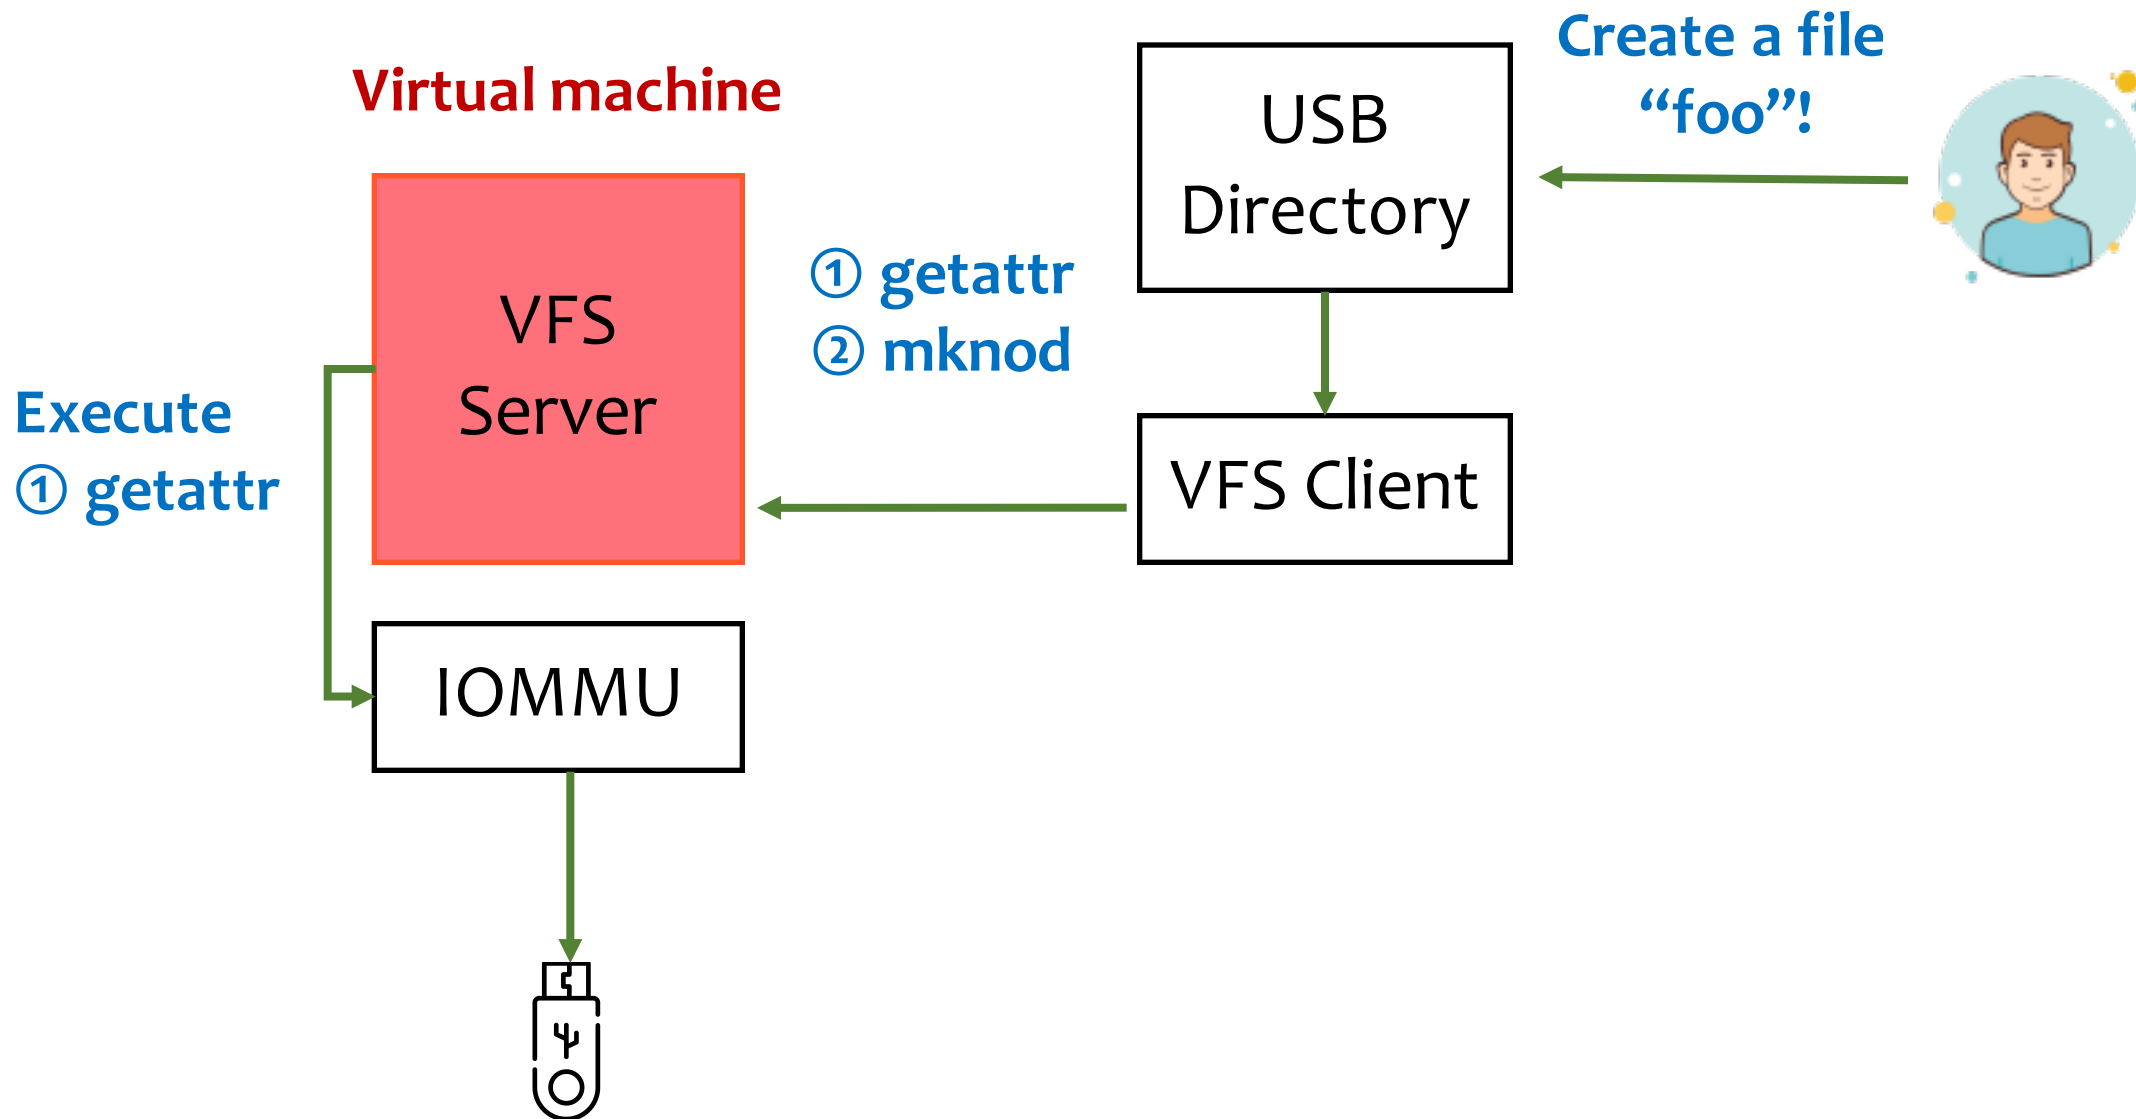 Create a file
“foo”!
Virtual machine
USB
Directory
① getattr
② mknod
VFS
Server
Execute
① getattr
VFS Client
IOMMU